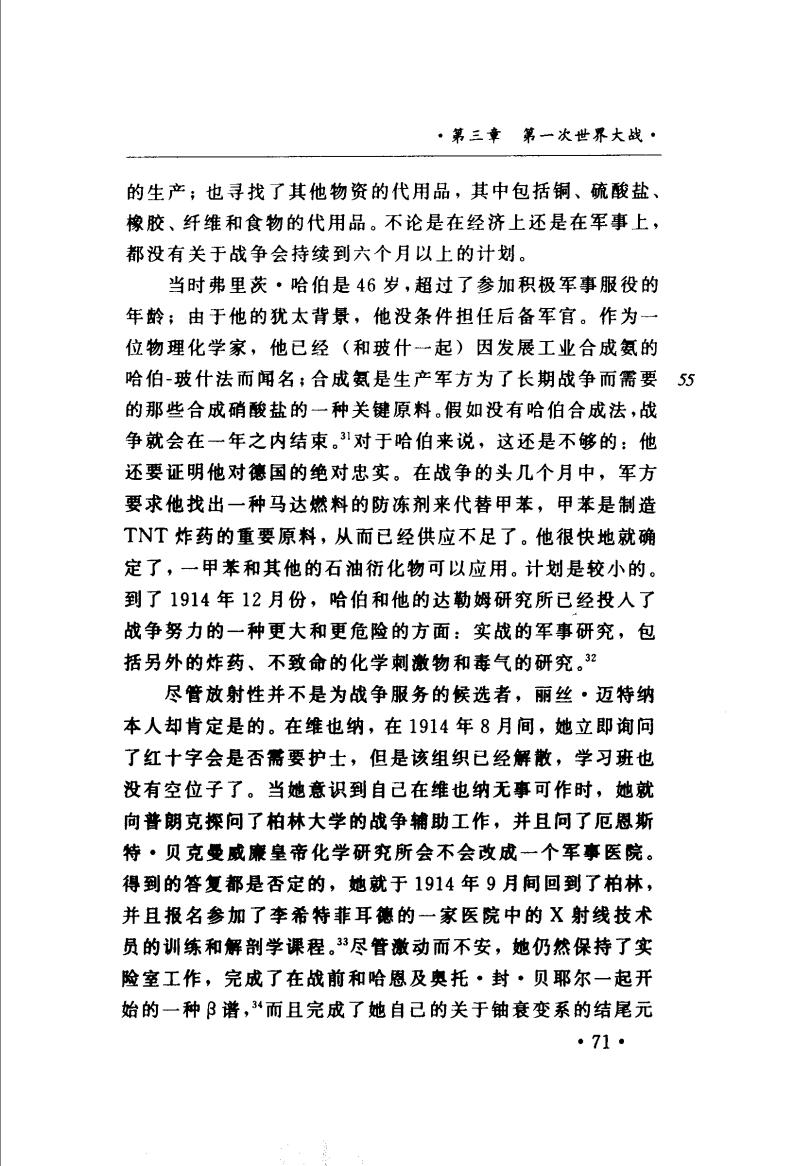 ·第三章　第一次世界大战·
的生产；也寻找了其他物资的代用品，其中包括铜、硫酸盐、
橡胶、纤维和食物的代用品。不论是在经济上还是在军事上，
都没有关于战争会持续到六个月以上的计划。
当时弗里茨·哈伯是 46 岁，超过了参加积极军事服役的
年龄；由于他的犹太背景，他没条件担任后备军官。作为一
位物理化学家，他已经（和玻什一起）因发展工业合成氨的
哈伯-玻什法而闻名；合成氨是生产军方为了长期战争而需要 55
的那些合成硝酸盐的一种关键原料。假如没有哈伯合成法，战
争就会在一年之内结束。³¹对于哈伯来说，这还是不够的：他
还要证明他对德国的绝对忠实。在战争的头几个月中，军方
要求他找出一种马达燃料的防冻剂来代替甲苯，甲苯是制造
TNT 炸药的重要原料，从而已经供应不足了。他很快地就确
定了，一甲苯和其他的石油衍化物可以应用。计划是较小的。
到了 1914 年 12 月份，哈伯和他的达勒姆研究所已经投入了
战争努力的一种更大和更危险的方面：实战的军事研究，包
括另外的炸药、不致命的化学刺激物和毒气的研究。³²
尽管放射性并不是为战争服务的候选者，丽丝·迈特纳
本人却肯定是的。在维也纳，在 1914 年 8 月间，她立即询问
了红十字会是否需要护士，但是该组织已经解散，学习班也
没有空位子了。当她意识到自己在维也纳无事可作时，她就
向普朗克探问了柏林大学的战争辅助工作，并且问了厄恩斯
特·贝克曼威廉皇帝化学研究所会不会改成一个军事医院。
得到的答复都是否定的，她就于 1914 年 9 月间回到了柏林，
并且报名参加了李希特菲耳德的一家医院中的 X 射线技术
员的训练和解剖学课程。³³尽管激动而不安，她仍然保持了实
险室工作，完成了在战前和哈恩及奥托·封·贝耶尔一起开
始的一种β谱，³⁴而且完成了她自己的关于铀衰变系的结尾元
·71·